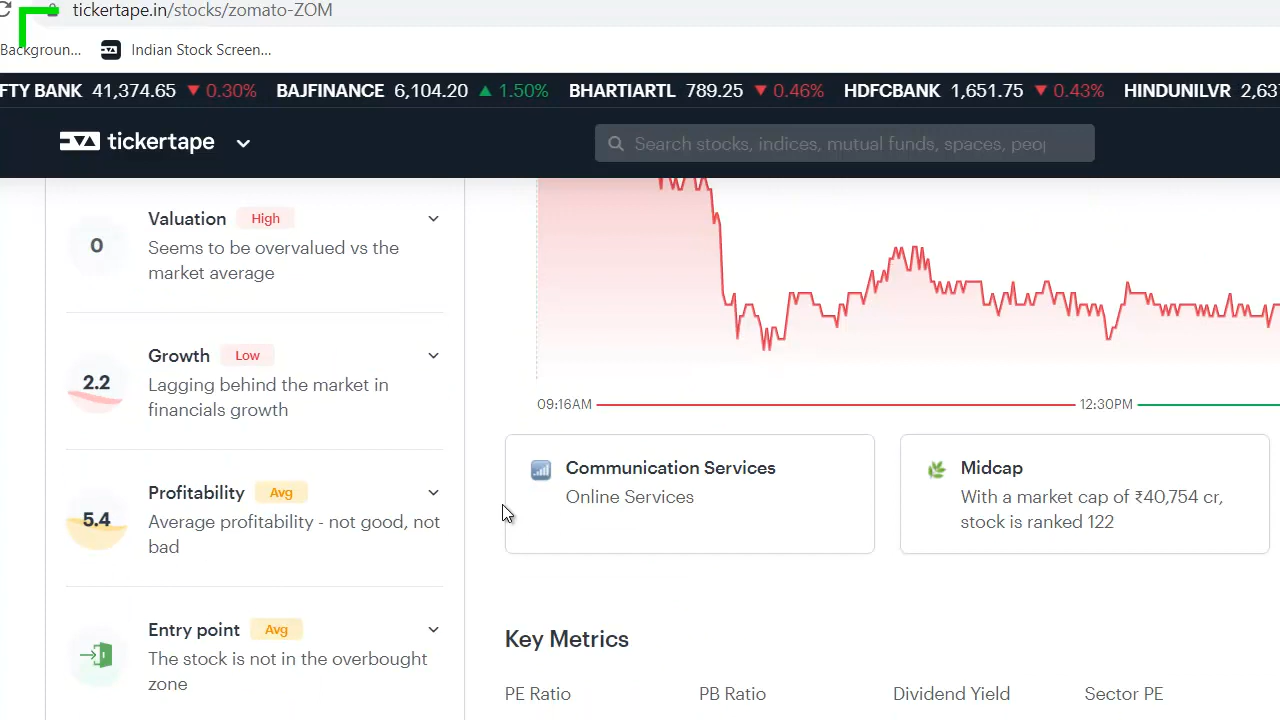 tickertape.in/stocks/zomato-ZOM
Backgroun... Indian Stock Screen...
FTY BANK 41,374.65 ▼ 0.30% BAJFINANCE 6,104.20 ▲ 1.50% BHARTIARTL 789.25 ▼ 0.46% HDFCBANK 1,651.75 ▼ 0.43% HINDUNILVR 2,637
tickertape
Search stocks, indices, mutual funds, spaces, peop
Valuation High
0
Seems to be overvalued vs the
market average
Growth Low
2.2
Lagging behind the market in
financials growth
Profitability Avg
5.4
Average profitability - not good, not
bad
Entry point Avg
The stock is not in the overbought
zone
09:16AM 12:30PM
Communication Services
Online Services
Midcap
With a market cap of ₹40,754 cr,
stock is ranked 122
Key Metrics
PE Ratio PB Ratio Dividend Yield Sector PE